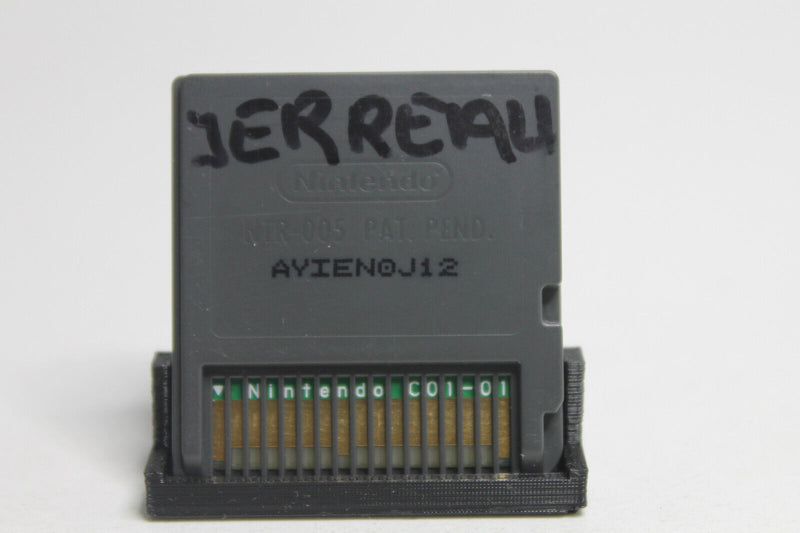 JERRETAU
Nintendo
NTR-005 PAT. PEND.
AYIEN0J12
▼ Nintendo C01-01